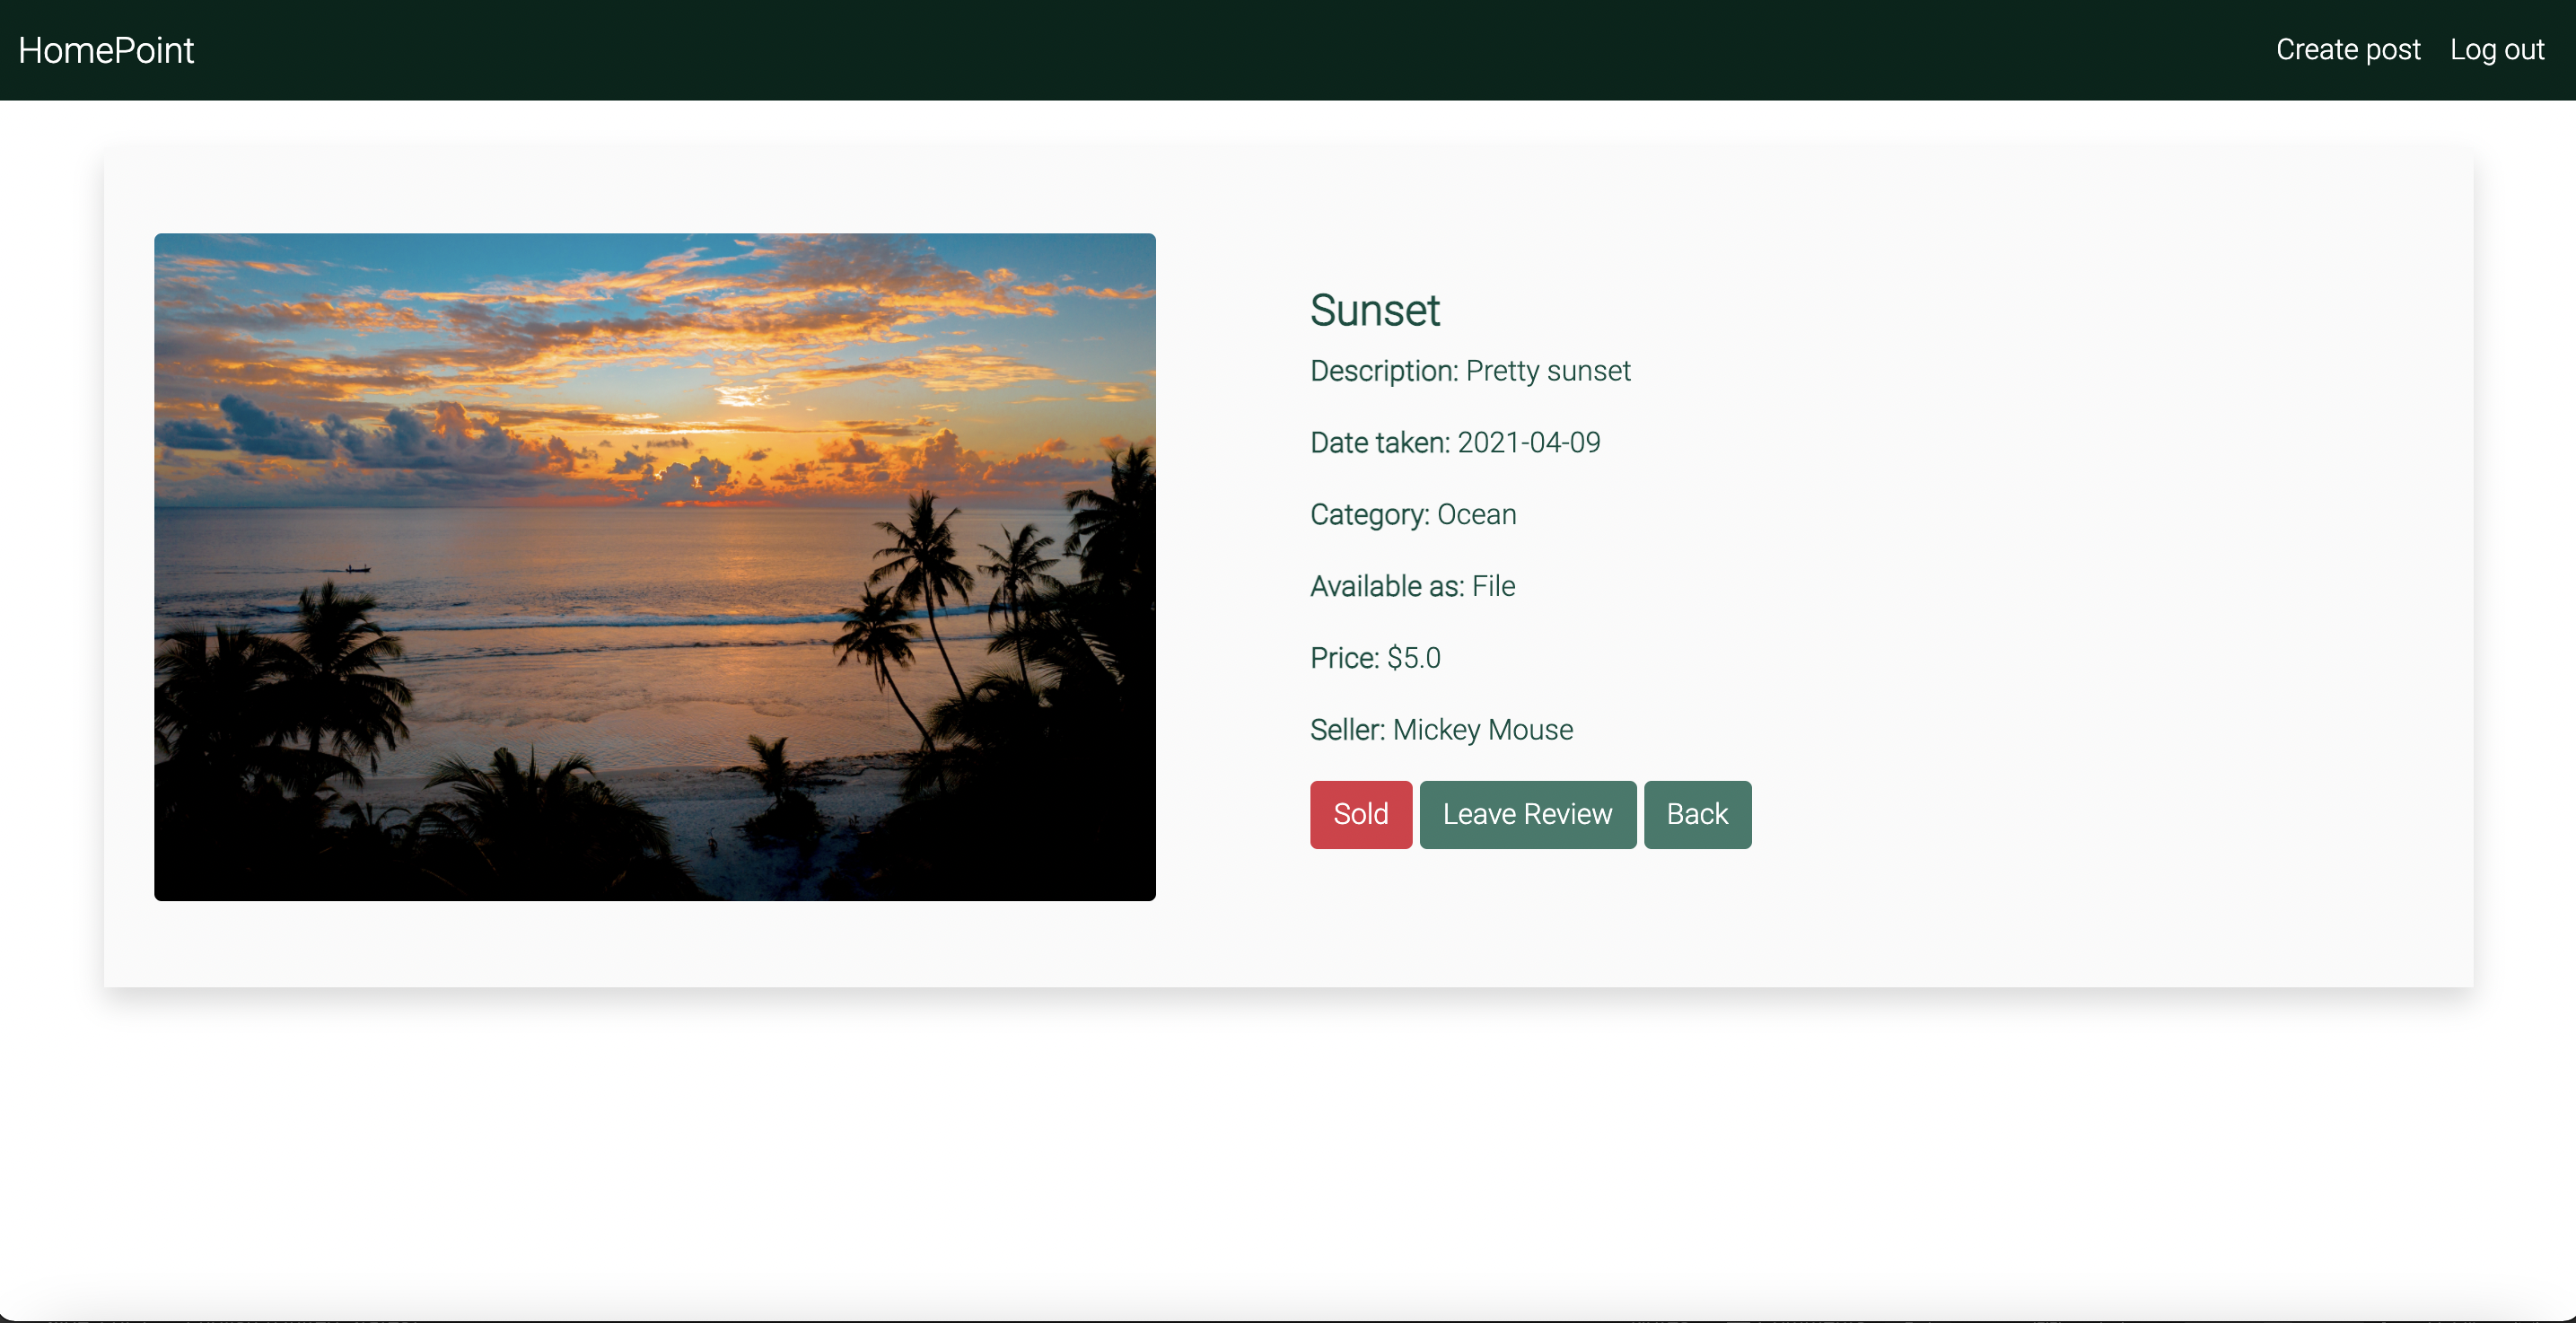 HomePoint
Create post
Log out
Sunset
Description: Pretty sunset
Date taken: 2021-04-09
Category: Ocean
Available as: File
Price: $5.0
Seller: Mickey Mouse
Sold
Leave Review
Back